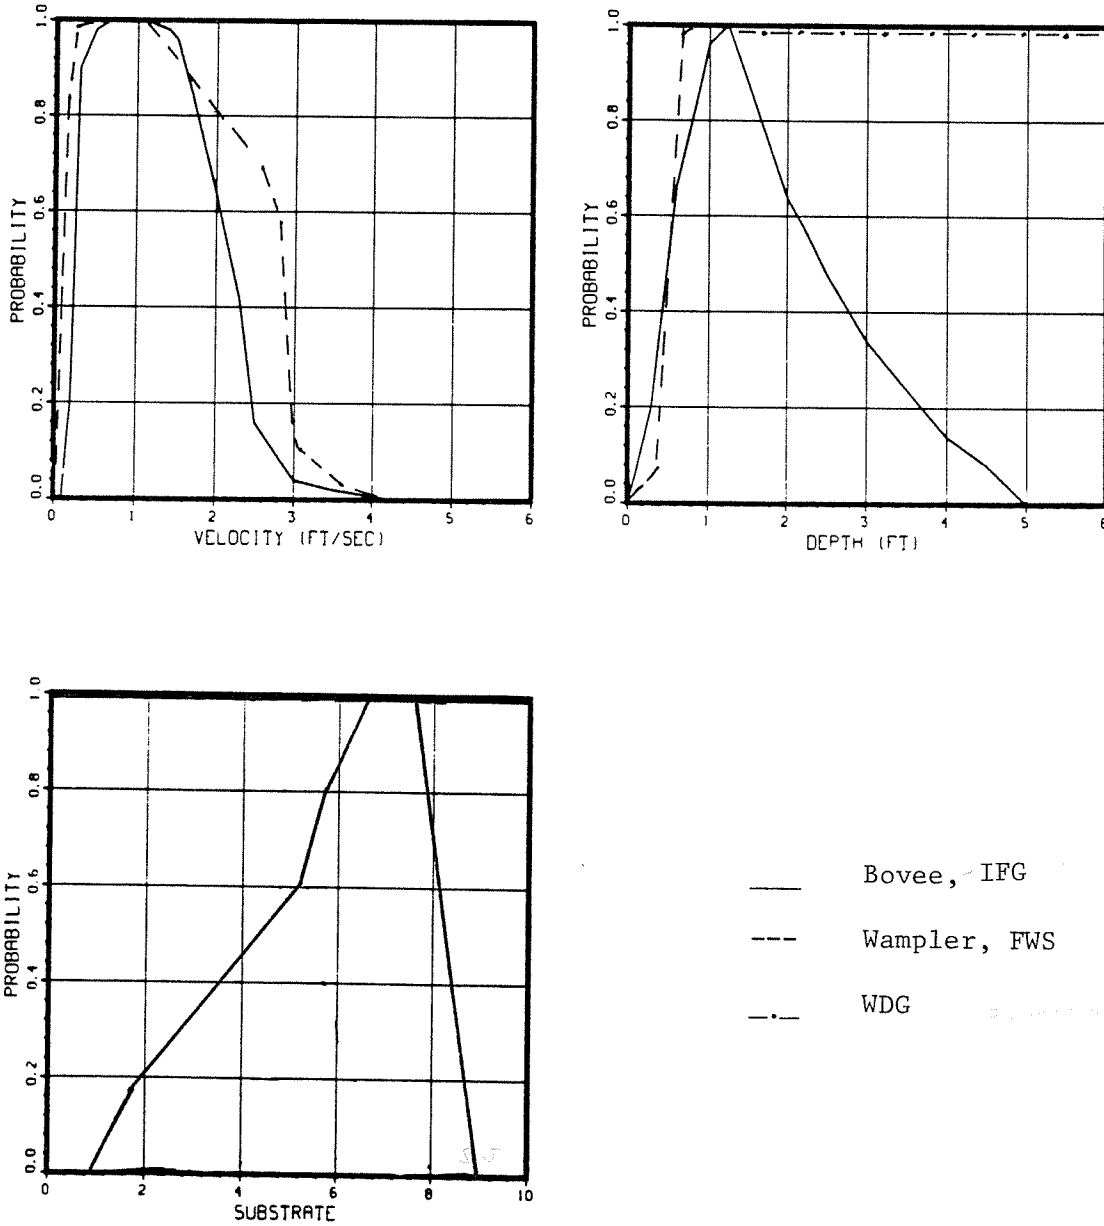 1.0
0.8
0.6
0.4
0.2
0.0
PROBABILITY
0 1 2 3 4 5 6
VELOCITY (FT/SEC)
1.0
0.8
0.6
0.4
0.2
0.0
PROBABILITY
0 1 2 3 4 5 6
DEPTH (FT)
1.0
0.8
0.6
0.4
0.2
0.0
PROBABILITY
0 2 4 6 8 10
SUBSTRATE
Bovee, IFG
Wampler, FWS
WDG